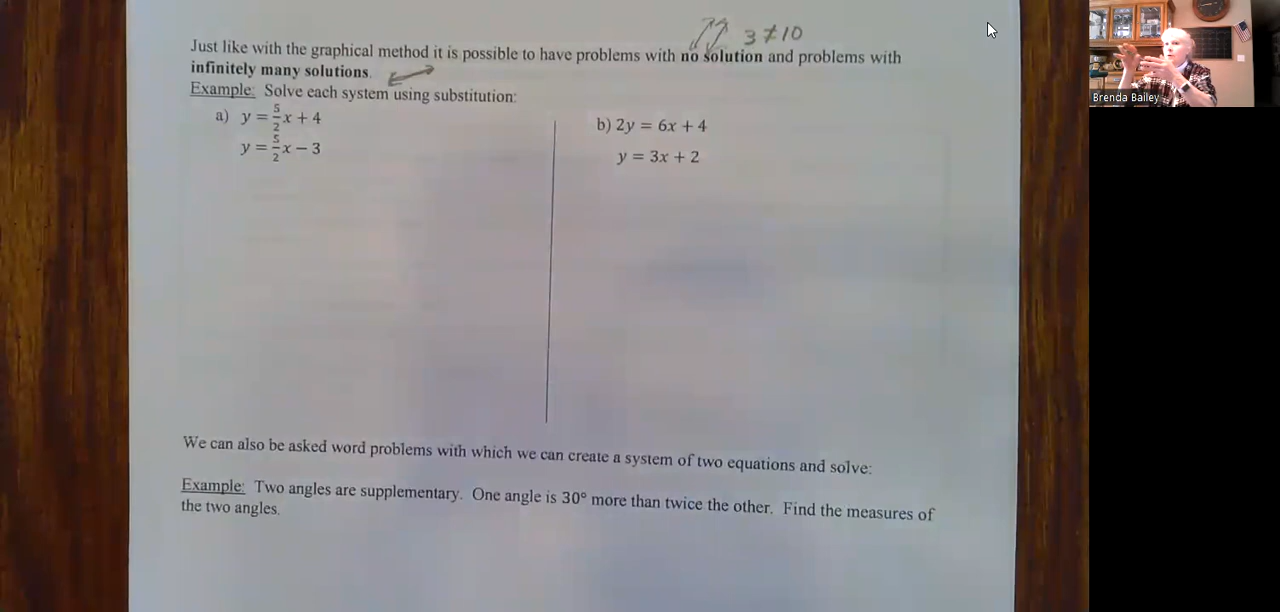 3 ≠ 10
Just like with the graphical method it is possible to have problems with no solution and problems with
infinitely many solutions.
Example: Solve each system using substitution:
a) y = 5/2 x + 4
y = 5/2 x − 3
b) 2y = 6x + 4
y = 3x + 2
We can also be asked word problems with which we can create a system of two equations and solve:
Example: Two angles are supplementary. One angle is 30° more than twice the other. Find the measures of
the two angles.
Brenda Bailey